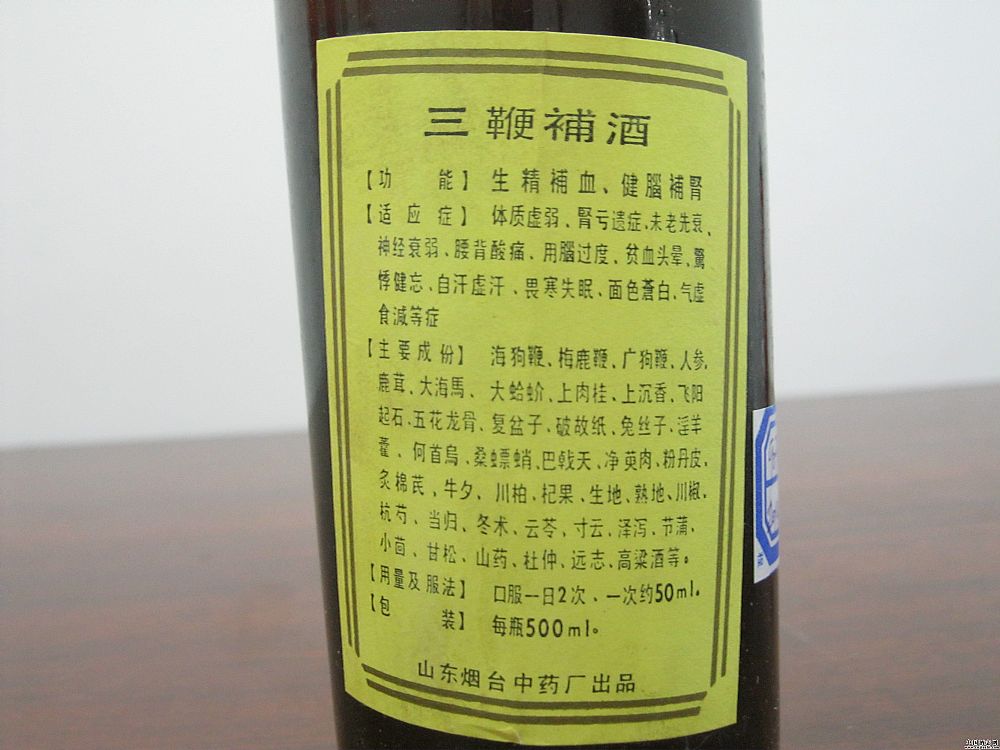 三鞭補酒
【功 能】 生精補血、健腦補腎
【适应症】 体质虚弱、腎亏遗症、未老先衰、
神经衰弱、腰背酸痛、用腦过度、贫血头晕、驚
悸健忘、自汗虚汗、畏寒失眠、面色蒼白、气虚
食減等症
【主要成份】 海狗鞭、梅鹿鞭、广狗鞭、人参、
鹿茸、大海馬、大蛤蚧、上肉桂、上沉香、飞阳
起石、五花龙骨、复盆子、破故纸、兔丝子、淫羊
藿、何首烏、桑螵蛸、巴戟天、净萸肉、粉丹皮、
炙棉芪、牛夕、川柏、杞果、生地、熟地、川椒、
杭芍、当归、冬术、云苓、寸云、泽泻、节蒲、
小茴、甘松、山药、杜仲、远志、高梁酒等。
【用量及服法】 口服一日2次、一次约50ml。
【包 装】 每瓶500ml。
山东烟台中药厂出品